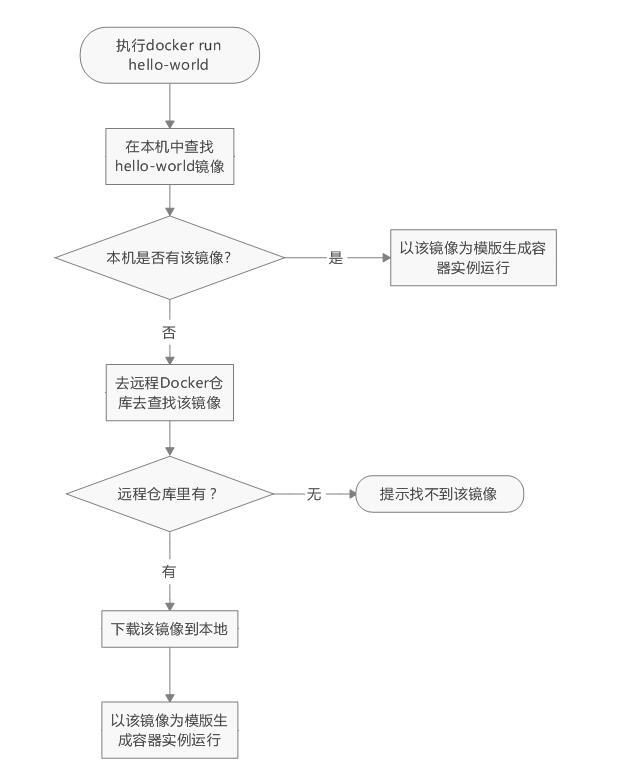 执行docker run
hello-world
在本机中查找
hello-world镜像
本机是否有该镜像?
是
以该镜像为模版生成容
器实例运行
否
去远程Docker仓
库去查找该镜像
远程仓库里有？
无
提示找不到该镜像
有
下载该镜像到本地
以该镜像为模版生
成容器实例运行